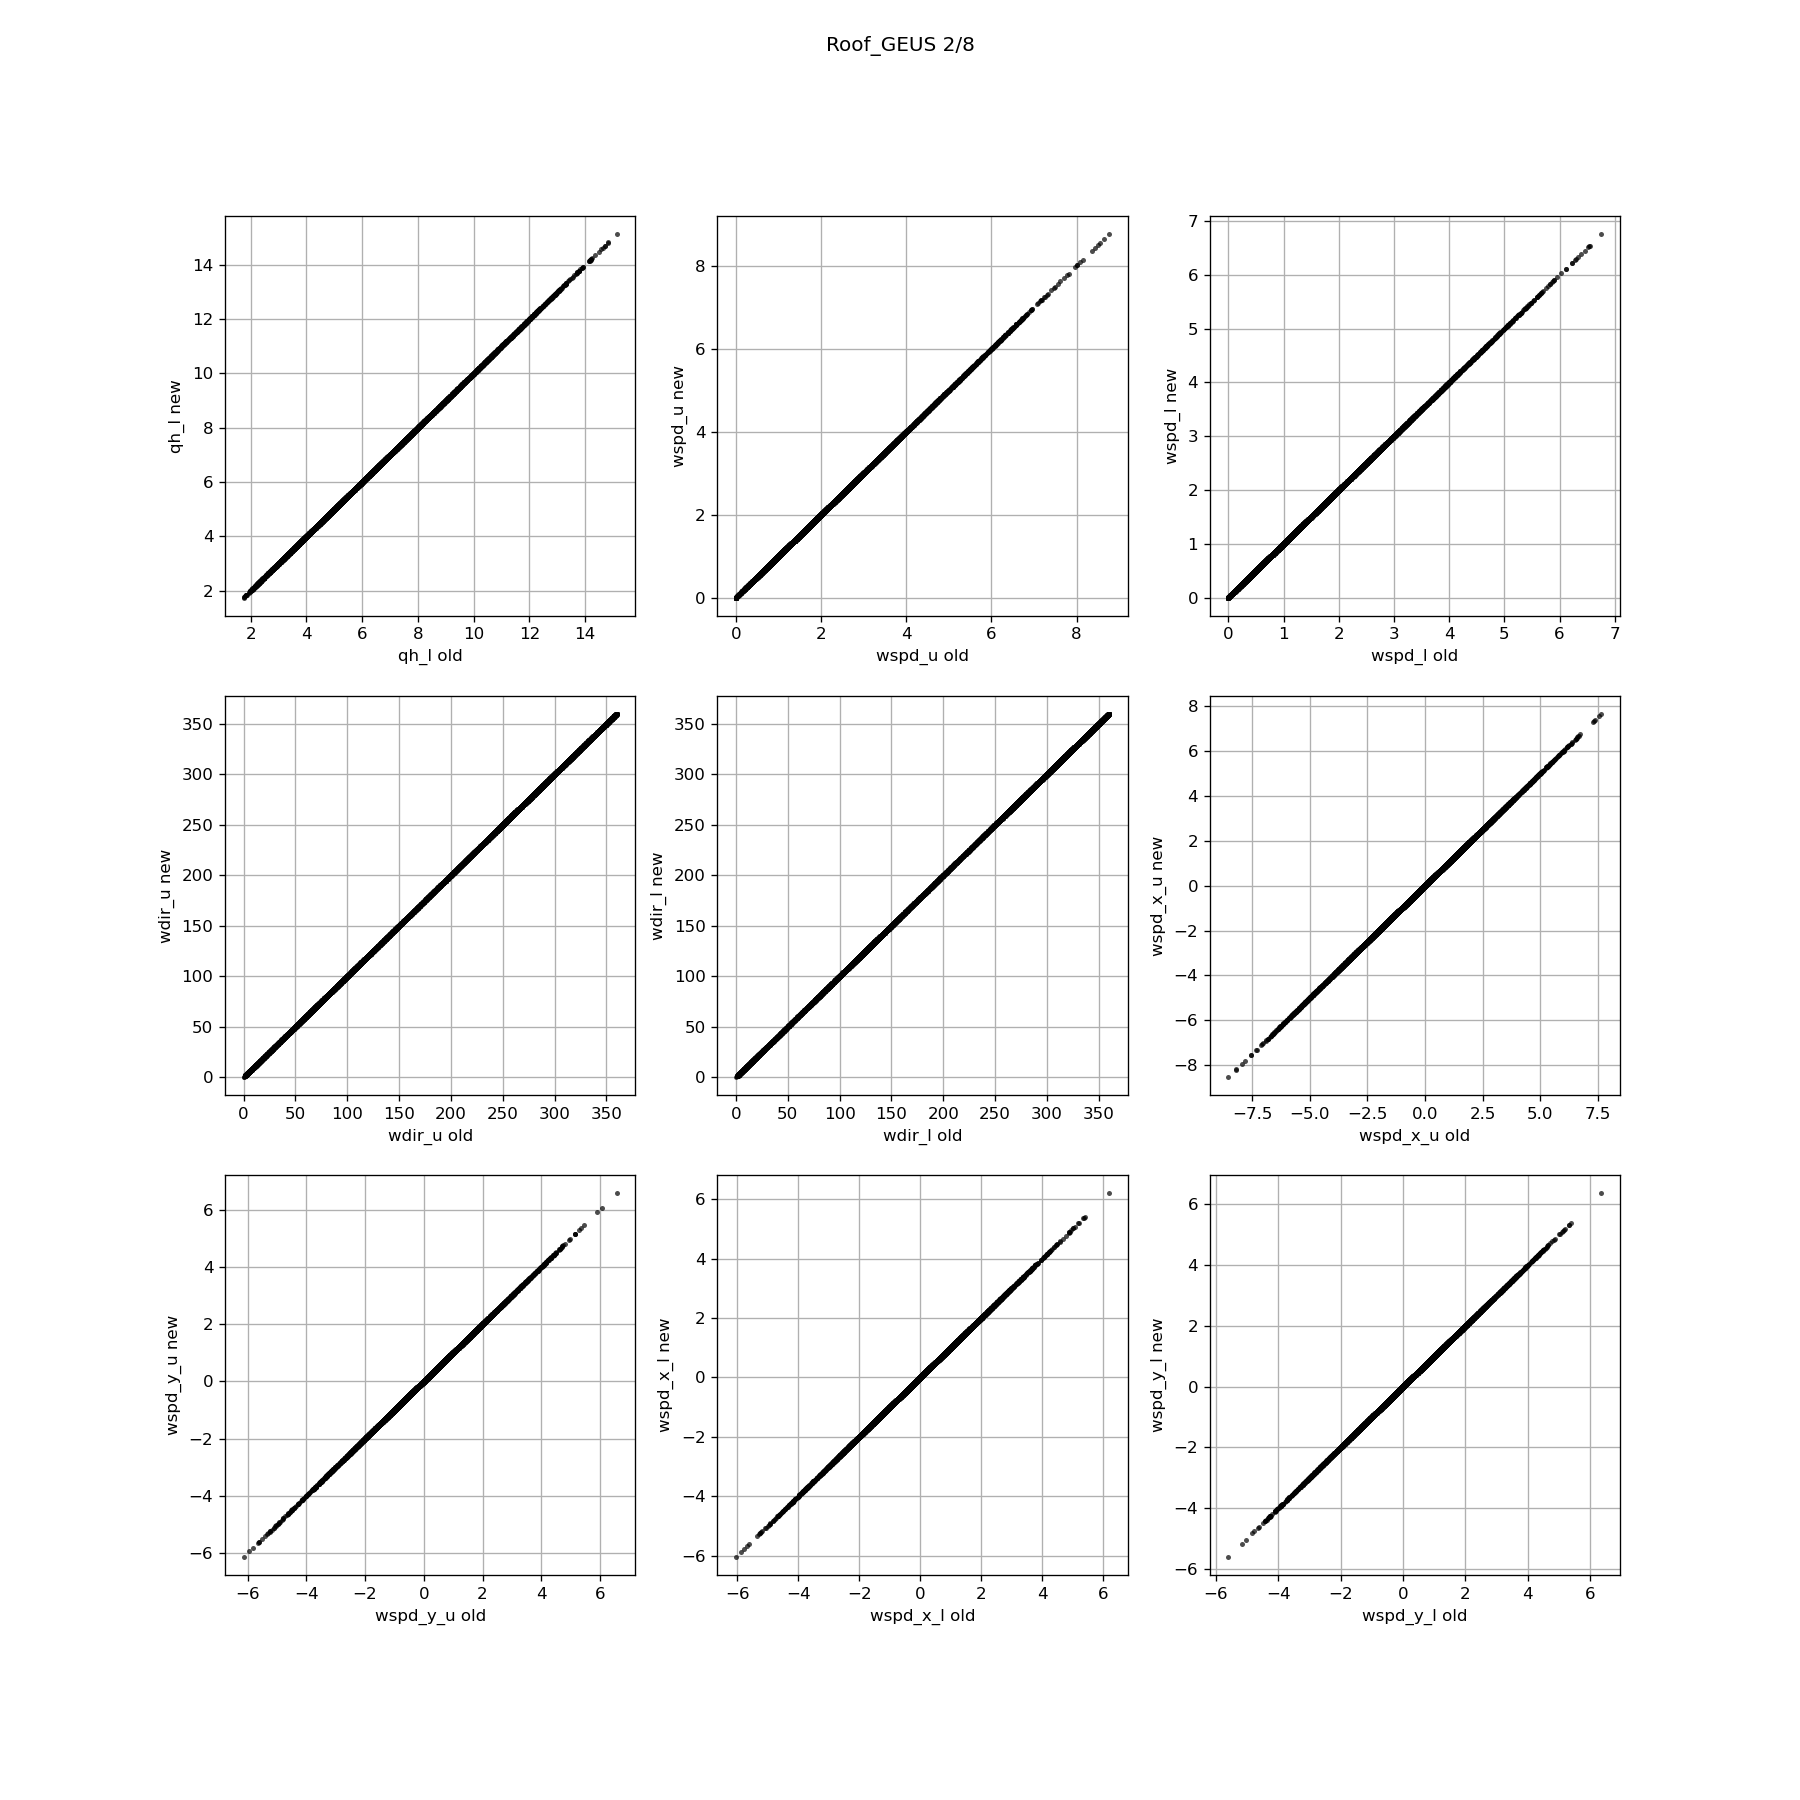 Roof_GEUS 2/8
14
12
10
8
6
4
2
qh_l new
2 4 6 8 10 12 14
qh_l old
8
6
4
2
0
wspd_u new
0 2 4 6 8
wspd_u old
7
6
5
4
3
2
1
0
wspd_l new
0 1 2 3 4 5 6 7
wspd_l old
350
300
250
200
150
100
50
0
wdir_u new
0 50 100 150 200 250 300 350
wdir_u old
350
300
250
200
150
100
50
0
wdir_l new
0 50 100 150 200 250 300 350
wdir_l old
8
6
4
2
0
−2
−4
−6
−8
wspd_x_u new
−7.5 −5.0 −2.5 0.0 2.5 5.0 7.5
wspd_x_u old
6
4
2
0
−2
−4
−6
wspd_y_u new
−6 −4 −2 0 2 4 6
wspd_y_u old
6
4
2
0
−2
−4
−6
wspd_x_l new
−6 −4 −2 0 2 4 6
wspd_x_l old
6
4
2
0
−2
−4
−6
wspd_y_l new
−6 −4 −2 0 2 4 6
wspd_y_l old